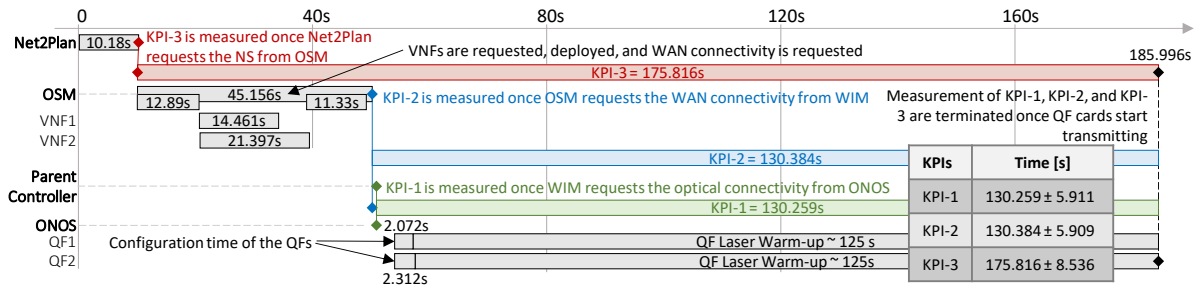 0
40s
80s
120s
160s
Net2Plan
10.18s
KPI-3 is measured once Net2Plan
requests the NS from OSM
VNFs are requested, deployed, and WAN connectivity is requested
185.996s
KPI-3 = 175.816s
OSM
45.156s
12.89s
11.33s
KPI-2 is measured once OSM requests the WAN connectivity from WIM
Measurement of KPI-1, KPI-2, and KPI-
3 are terminated once QF cards start
transmitting
VNF1
14.461s
VNF2
21.397s
KPI-2 = 130.384s
Parent
Controller
KPI-1 is measured once WIM requests the optical connectivity from ONOS
KPI-1 = 130.259s
ONOS
2.072s
QF1
Configuration time of the QFs
QF Laser Warm-up ~ 125 s
QF2
QF Laser Warm-up ~ 125s
2.312s
KPIs Time [s]
KPI-1 130.259 ± 5.911
KPI-2 130.384 ± 5.909
KPI-3 175.816 ± 8.536